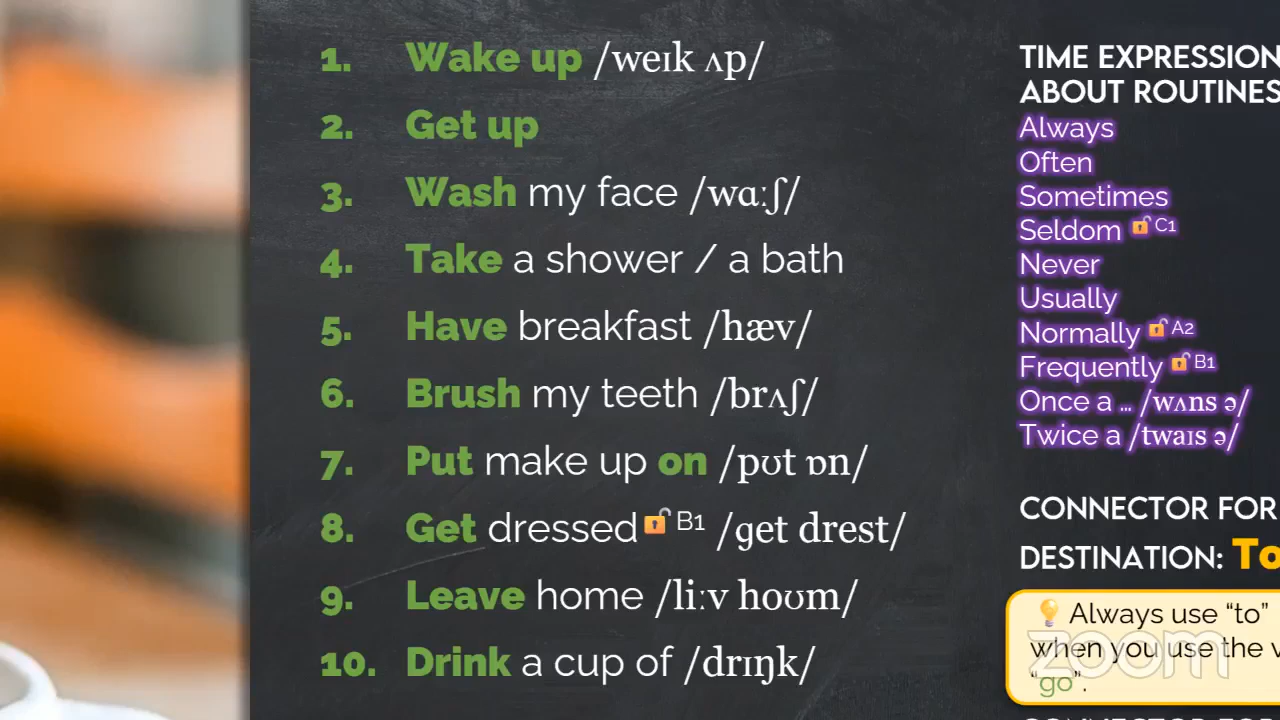 1. Wake up /weɪk ʌp/
2. Get up
3. Wash my face /wɑːʃ/
4. Take a shower / a bath
5. Have breakfast /hæv/
6. Brush my teeth /brʌʃ/
7. Put make up on /pʊt ɒn/
8. Get dressed 🔓 B1 /get drest/
9. Leave home /liːv hoʊm/
10. Drink a cup of /drɪŋk/
TIME EXPRESSION
ABOUT ROUTINES
Always
Often
Sometimes
Seldom 🔓 C1
Never
Usually
Normally 🔓 A2
Frequently 🔓 B1
Once a ... /wʌns ə/
Twice a /twaɪs ə/
CONNECTOR FOR
DESTINATION: To
💡 Always use “to”
when you use the v
“go”.
zoom